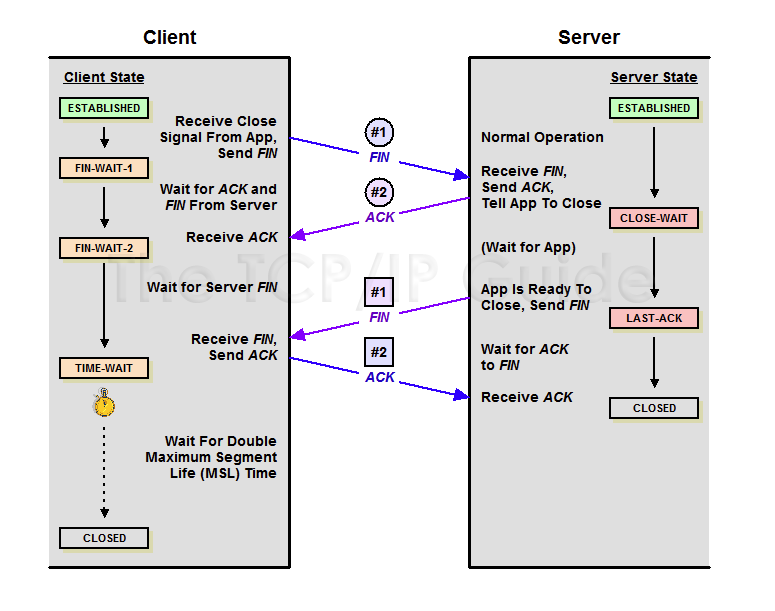 Client
Server
Client State
Server State
ESTABLISHED
ESTABLISHED
Receive Close
Signal From App,
Send FIN
#1
FIN
Normal Operation
FIN-WAIT-1
Receive FIN,
Send ACK,
Tell App To Close
Wait for ACK and
FIN From Server
#2
ACK
CLOSE-WAIT
Receive ACK
FIN-WAIT-2
(Wait for App)
The TCP/IP Guide
Wait for Server FIN
#1
FIN
App Is Ready To
Close, Send FIN
LAST-ACK
Receive FIN,
Send ACK
#2
ACK
Wait for ACK
to FIN
TIME-WAIT
Receive ACK
CLOSED
Wait For Double
Maximum Segment
Life (MSL) Time
CLOSED